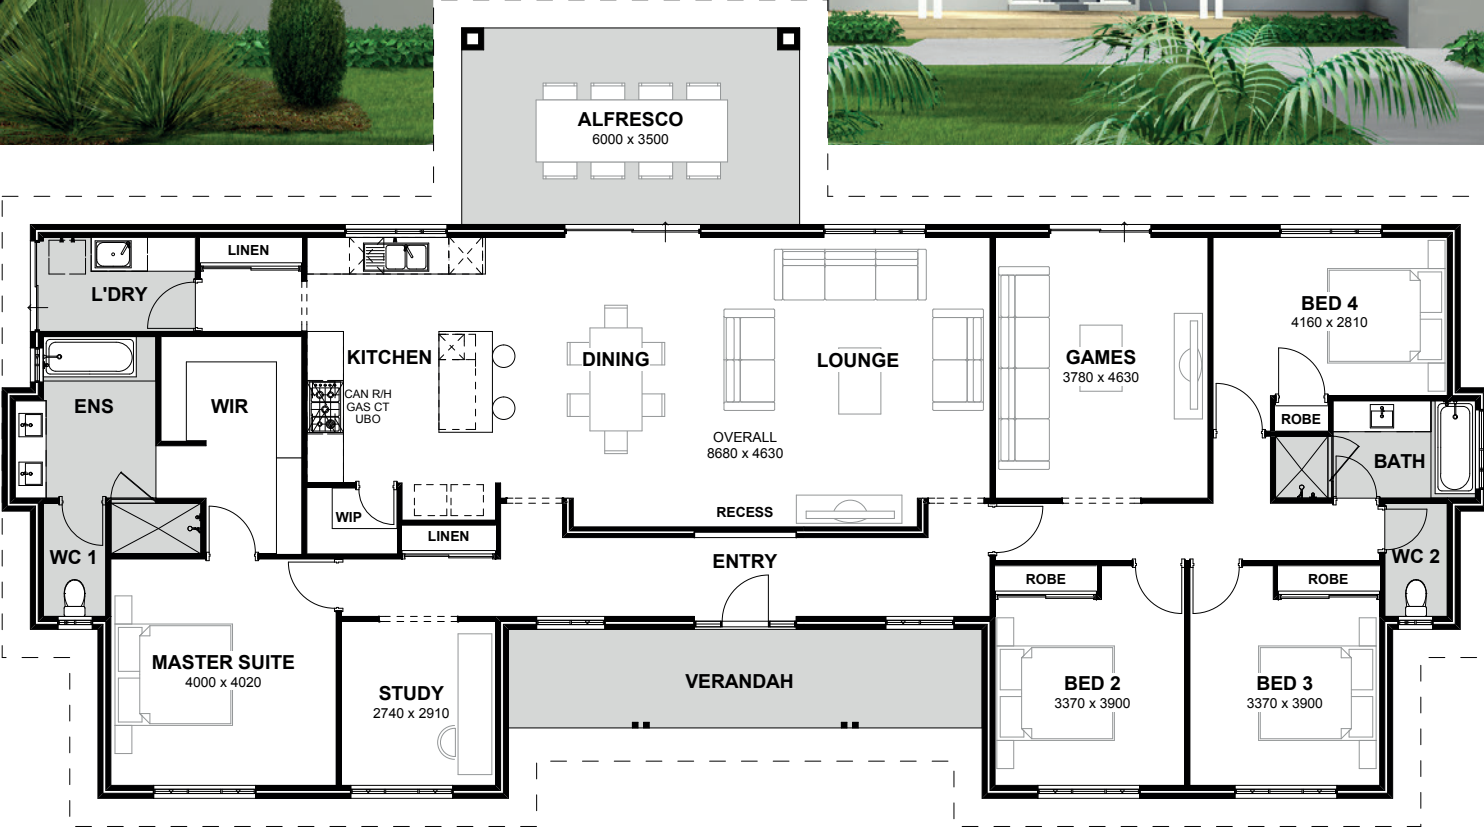 ALFRESCO
6000 x 3500
LINEN
L'DRY
BED 4
4160 x 2810
KITCHEN
DINING
LOUNGE
GAMES
3780 x 4630
CAN R/H
GAS CT
UBO
ENS
WIR
ROBE
OVERALL
8680 x 4630
BATH
WIP
RECESS
LINEN
WC 1
ENTRY
WC 2
ROBE
ROBE
MASTER SUITE
4000 x 4020
STUDY
2740 x 2910
VERANDAH
BED 2
3370 x 3900
BED 3
3370 x 3900